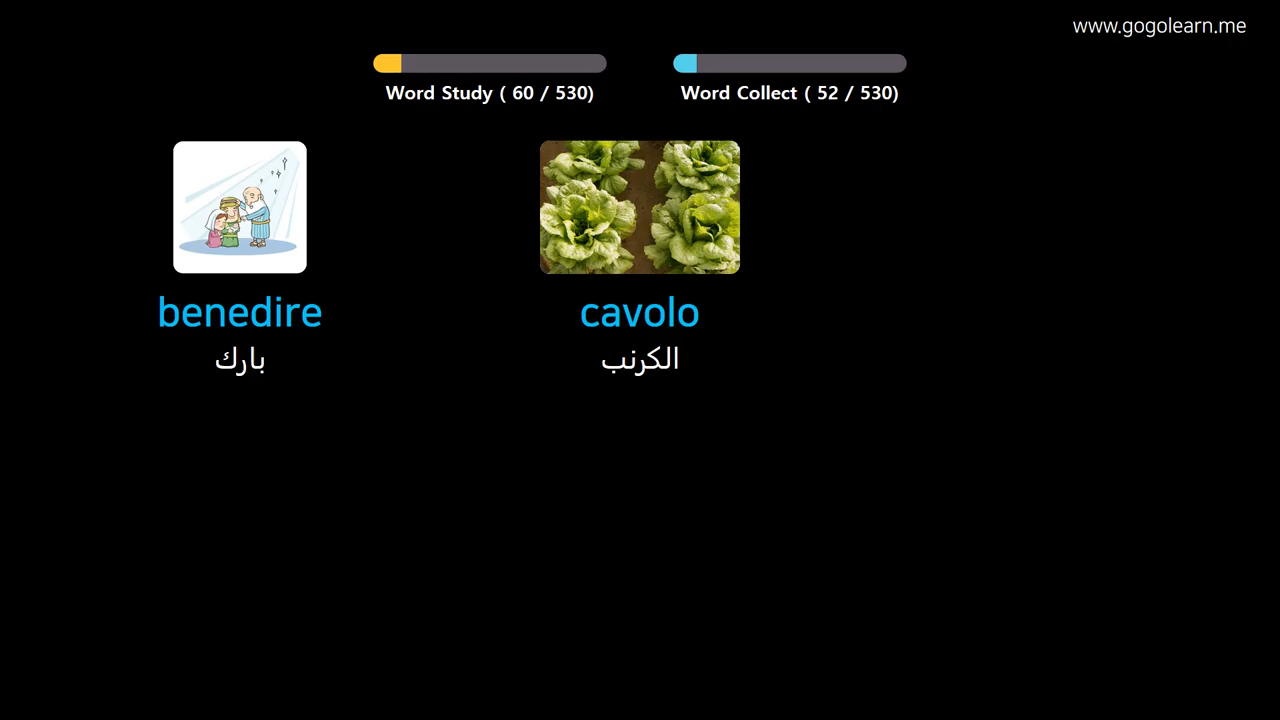 www.gogolearn.me
Word Study ( 60 / 530)
Word Collect ( 52 / 530)
benedire
بارك
cavolo
الكرنب